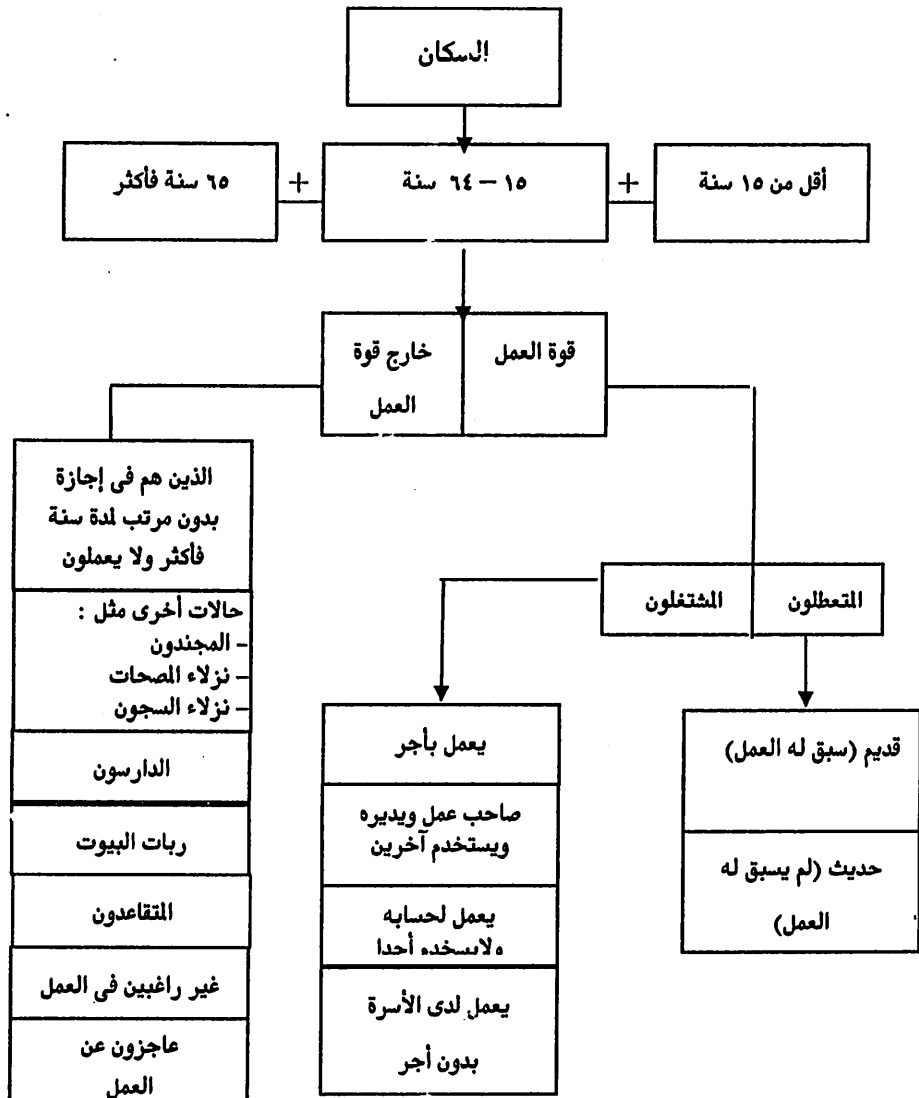 السكان
أقل من ١٥ سنة
+
١٥ – ٦٤ سنة
+
٦٥ سنة فأكثر
قوة العمل
خارج قوة
العمل
المتعطلون
المشتغلون
قديم (سبق له العمل)
حديث (لم يسبق له
العمل)
يعمل بأجر
صاحب عمل ويديره
ويستخدم آخرين
يعمل لحسابه
ولايستخدم أحدا
يعمل لدى الأسرة
بدون أجر
الذين هم فى إجازة
بدون مرتب لمدة سنة
فأكثر ولا يعملون
حالات أخرى مثل :
– المجندون
– نزلاء المصحات
– نزلاء السجون
الدارسون
ربات البيوت
المتقاعدون
غير راغبين فى العمل
عاجزون عن
العمل